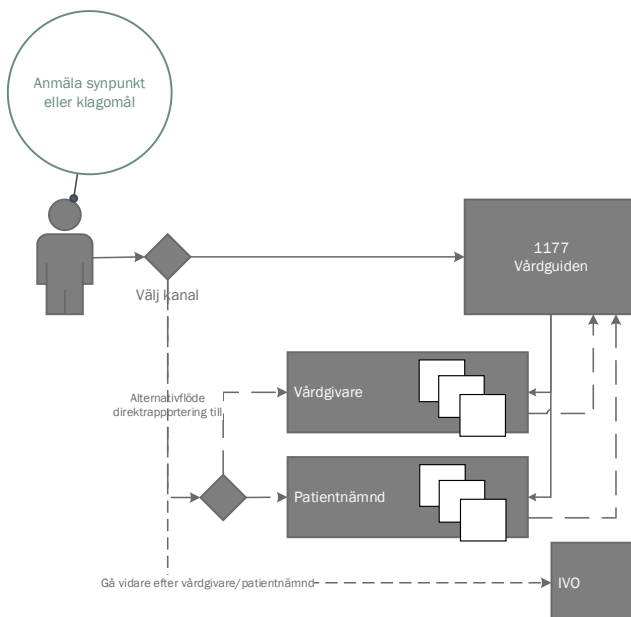 Anmäla synpunkt
eller klagomål
1177
Vårdguiden
Välj kanal
Vårdgivare
Alternativflöde
direktrapportering till
Patientnämnd
Gå vidare efter vårdgivare/patientnämnd
IVO